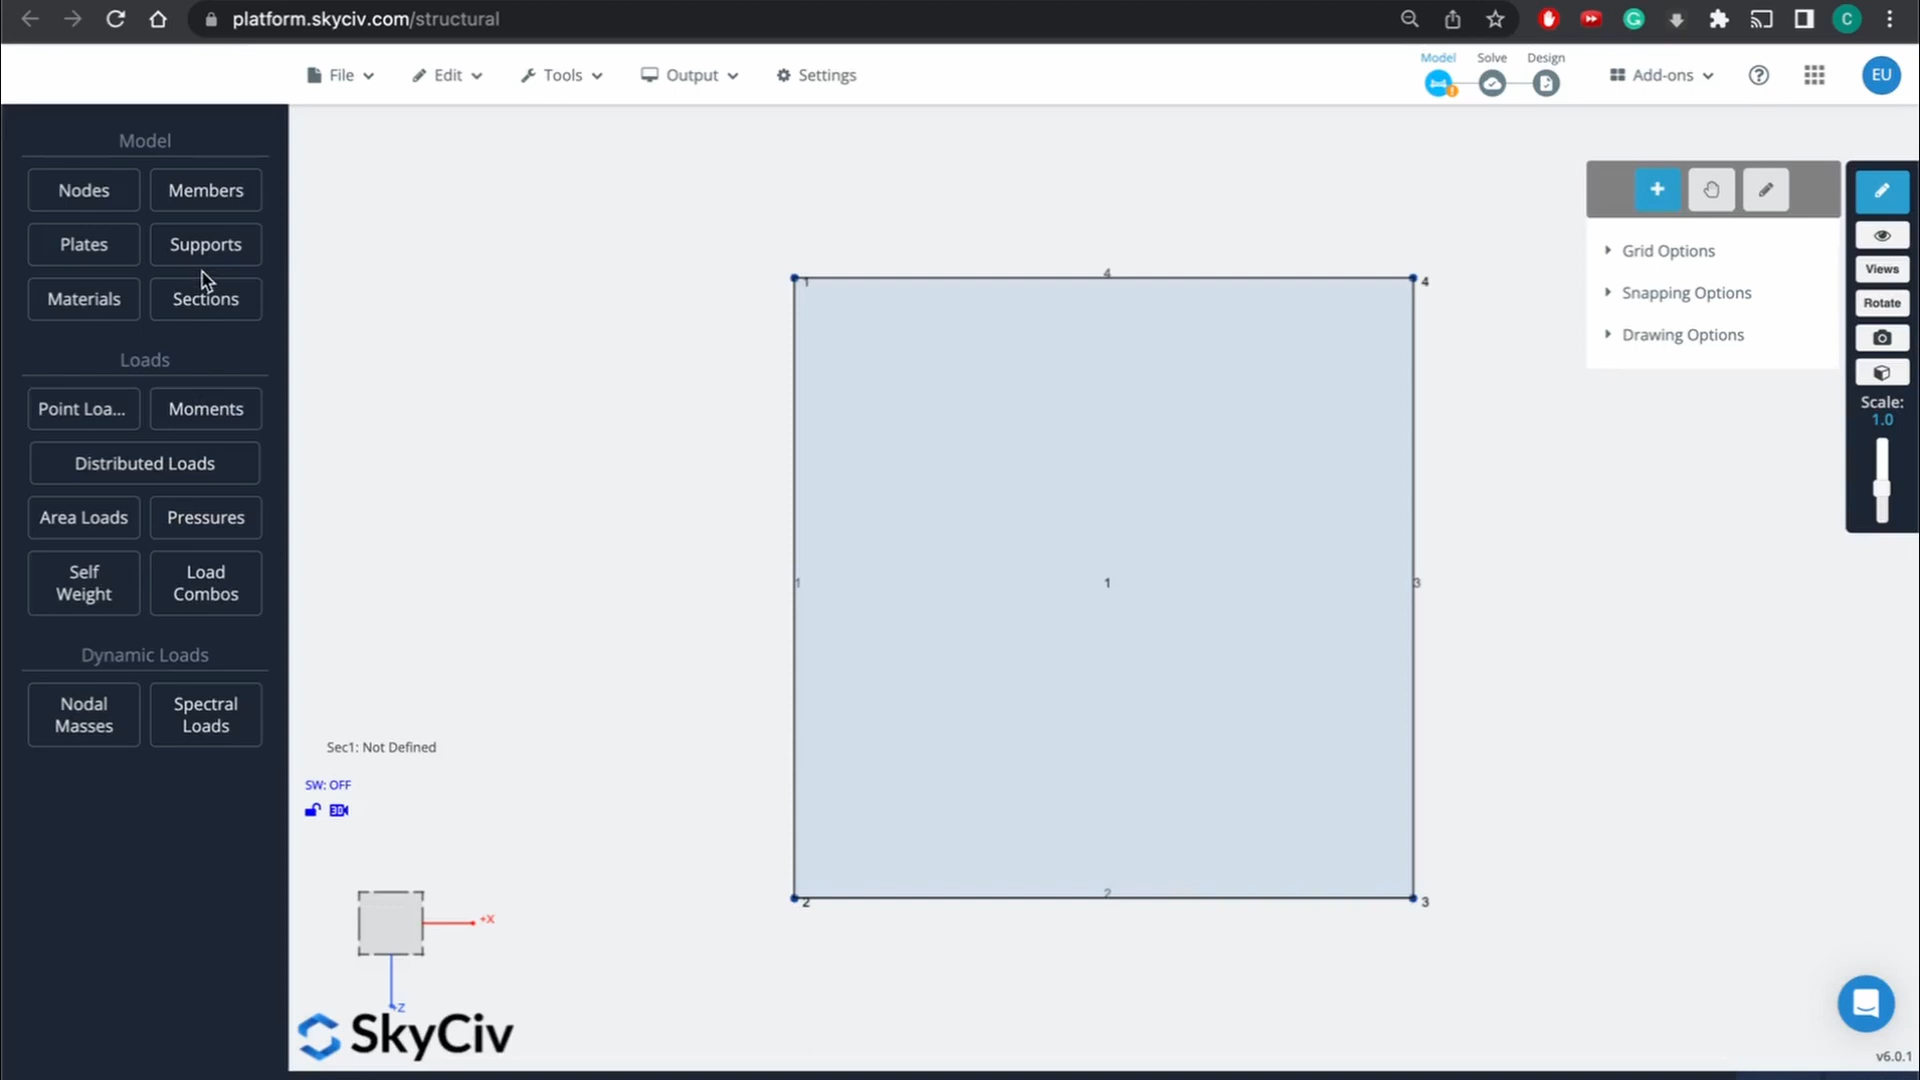 platform.skyciv.com/structural
C
File
Edit
Tools
Output
Settings
Model
Solve
Design
Add-ons
EU
Model
Nodes
Members
Plates
Supports
Materials
Sections
Loads
Point Loa...
Moments
Distributed Loads
Area Loads
Pressures
Self
Weight
Load
Combos
Dynamic Loads
Nodal
Masses
Spectral
Loads
1
4
4
1
1
3
2
2
3
Grid Options
Snapping Options
Drawing Options
Views
Rotate
Scale:
1.0
Sec1: Not Defined
SW: OFF
3D
+X
+Z
SkyCiv
v6.0.1